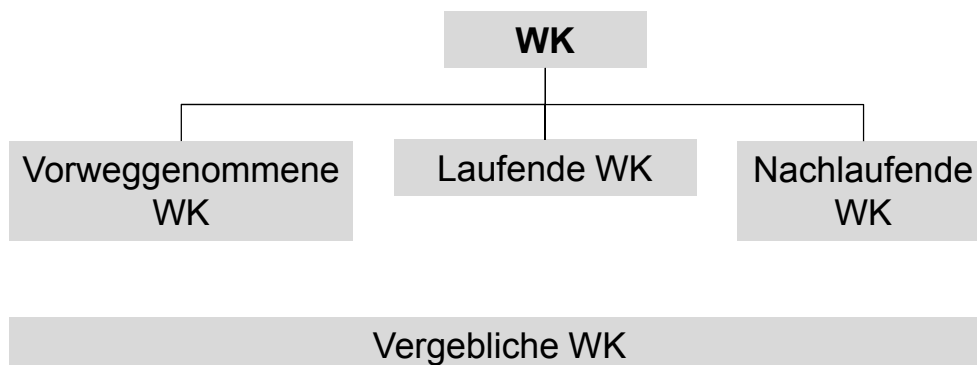 WK
Vorweggenommene
WK
Laufende WK
Nachlaufende
WK
Vergebliche WK